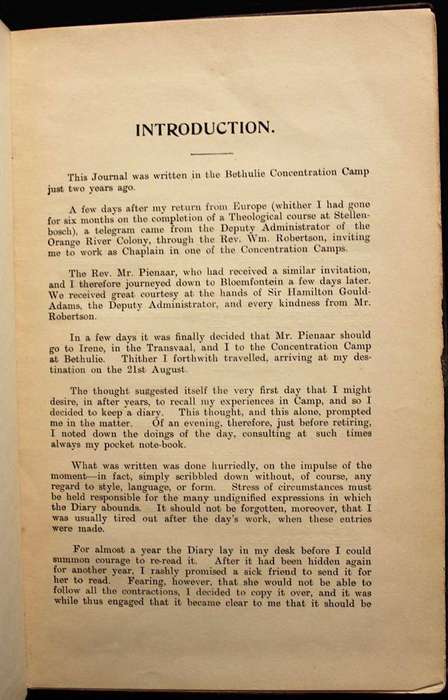 INTRODUCTION.
This Journal was written in the Bethulie Concentration Camp
just two years ago.
A few days after my return from Europe (whither I had gone
for six months on the completion of a Theological course at Stellen-
bosch), a telegram came from the Deputy Administrator of the
Orange River Colony, through the Rev. Wm. Robertson, inviting
me to work as Chaplain in one of the Concentration Camps.
The Rev. Mr. Pienaar, who had received a similar invitation,
and I therefore journeyed down to Bloemfontein a few days later.
We received great courtesy at the hands of Sir Hamilton Gould-
Adams, the Deputy Administrator, and every kindness from Mr.
Robertson.
In a few days it was finally decided that Mr. Pienaar should
go to Irene, in the Transvaal, and I to the Concentration Camp
at Bethulie. Thither I forthwith travelled, arriving at my des-
tination on the 21st August.
The thought suggested itself the very first day that I might
desire, in after years, to recall my experiences in Camp, and so I
decided to keep a diary. This thought, and this alone, prompted
me in the matter. Of an evening, therefore, just before retiring,
I noted down the doings of the day, consulting at such times
always my pocket note-book.
What was written was done hurriedly, on the impulse of the
moment—in fact, simply scribbled down without, of course, any
regard to style, language, or form. Stress of circumstances must
be held responsible for the many undignified expressions in which
the Diary abounds. It should not be forgotten, moreover, that I
was usually tired out after the day's work, when these entries
were made.
For almost a year the Diary lay in my desk before I could
summon courage to re-read it. After it had been hidden again
for another year, I rashly promised a sick friend to send it for
her to read. Fearing, however, that she would not be able to
follow all the contractions, I decided to copy it over, and it was
while thus engaged that it became clear to me that it should be